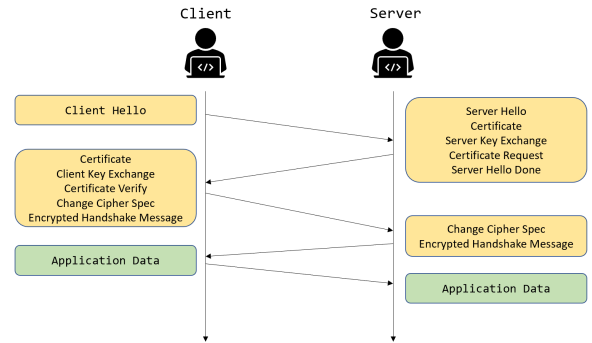 Client
Server
</>
</>
Client Hello
Server Hello
Certificate
Server Key Exchange
Certificate Request
Server Hello Done
Certificate
Client Key Exchange
Certificate Verify
Change Cipher Spec
Encrypted Handshake Message
Change Cipher Spec
Encrypted Handshake Message
Application Data
Application Data